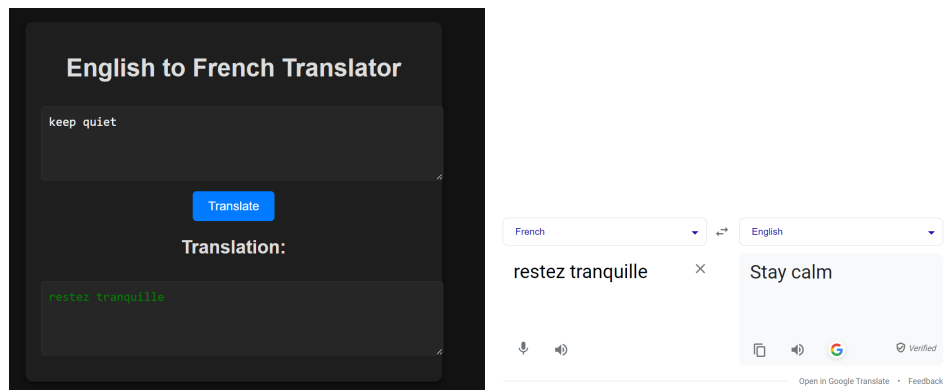 English to French Translator
keep quiet
Translate
Translation:
restez tranquille
French
English
restez tranquille
Stay calm
Verified
Open in Google Translate • Feedback